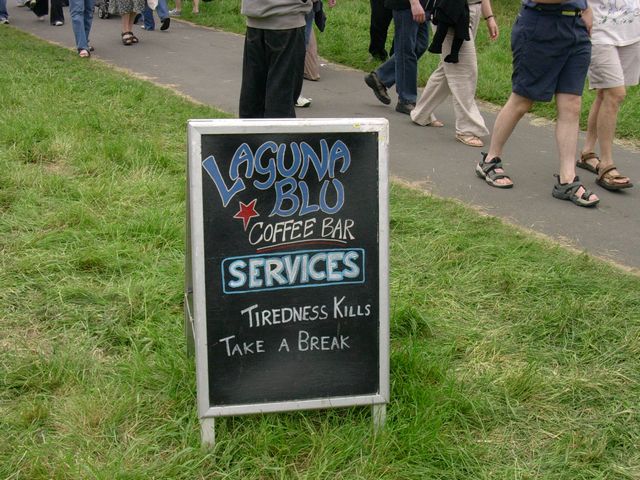 LAGUNA
BLU
COFFEE BAR
SERVICES
TIREDNESS KILLS
TAKE A BREAK